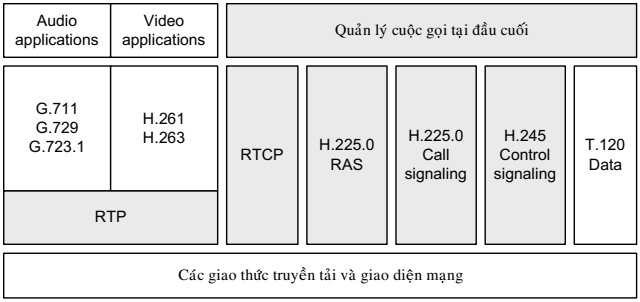 Audio
applications
Video
applications
Quản lý cuộc gọi tại đầu cuối
G.711
G.729
G.723.1
H.261
H.263
RTP
RTCP
H.225.0
RAS
H.225.0
Call
signaling
H.245
Control
signaling
T.120
Data
Các giao thức truyền tải và giao diện mạng